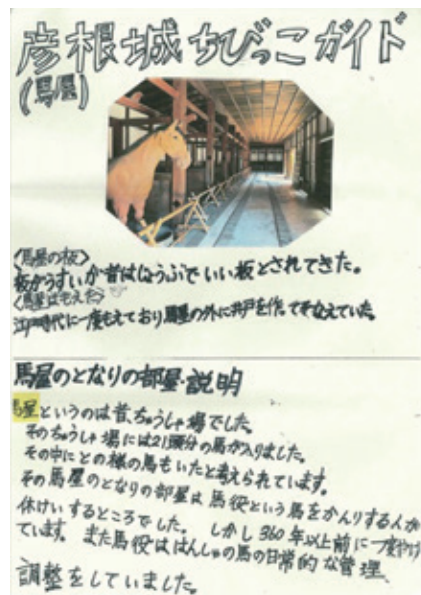 彦根城ちびっこガイド
(馬屋)
〈馬屋の板〉
板がうすいが昔はじょうぶでいい板とされてきた。
〈馬屋はもえた〉
江戸時代に一度もえており馬屋の外に井戸を作ってそなえていた。
馬屋のとなりの部屋・説明
馬屋というのは昔、ちゅうしゃ場でした。
そのちゅうしゃ場には21頭分の馬が入りました。
その中にとの様の馬もいたと考えられています。
その馬屋のとなりの部屋は馬役という馬をかんりする人が
休けいするところでした。しかし360年以上前に一度やけ
ています。また馬役ははんしゅの馬の日常的な管理、
調整をしていました。